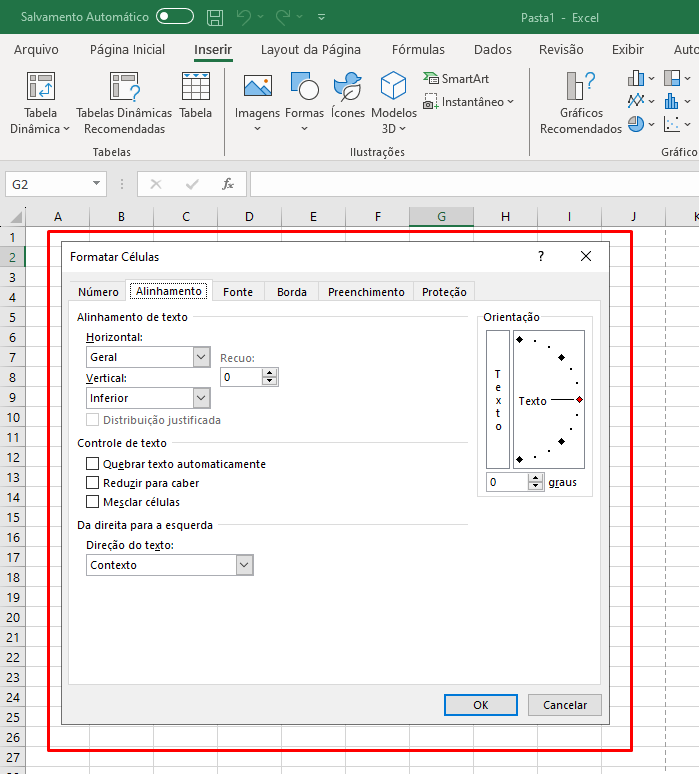 Salvamento Automático
Pasta1 - Excel
Arquivo Página Inicial Inserir Layout da Página Fórmulas Dados Revisão Exibir Auto
Tabela Dinâmica
Tabelas Dinâmicas Recomendadas
Tabela
Imagens
Formas
Ícones
Modelos 3D
SmartArt
Instantâneo
Gráficos Recomendados
Tabelas
Ilustrações
Gráfico
G2
fx
A B C D E F G H I J K
1
2
3
4
5
6
7
8
9
10
11
12
13
14
15
16
17
18
19
20
21
22
23
24
25
26
27
Formatar Células
?
Número Alinhamento Fonte Borda Preenchimento Proteção
Alinhamento de texto
Horizontal:
Geral
Recuo:
Vertical:
0
Inferior
Distribuição justificada
Controle de texto
Quebrar texto automaticamente
Reduzir para caber
Mesclar células
Da direita para a esquerda
Direção do texto:
Contexto
Orientação
Texto
Texto
0 graus
OK Cancelar